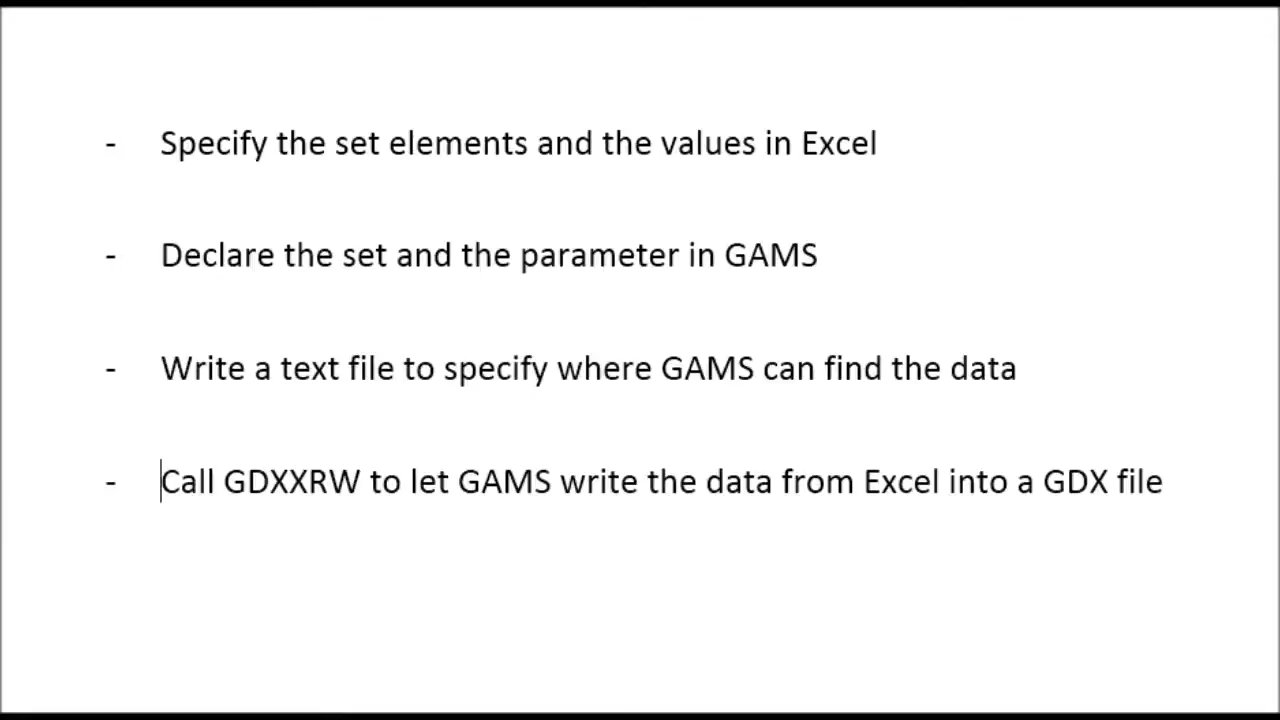 - Specify the set elements and the values in Excel
- Declare the set and the parameter in GAMS
- Write a text file to specify where GAMS can find the data
- Call GDXXRW to let GAMS write the data from Excel into a GDX file